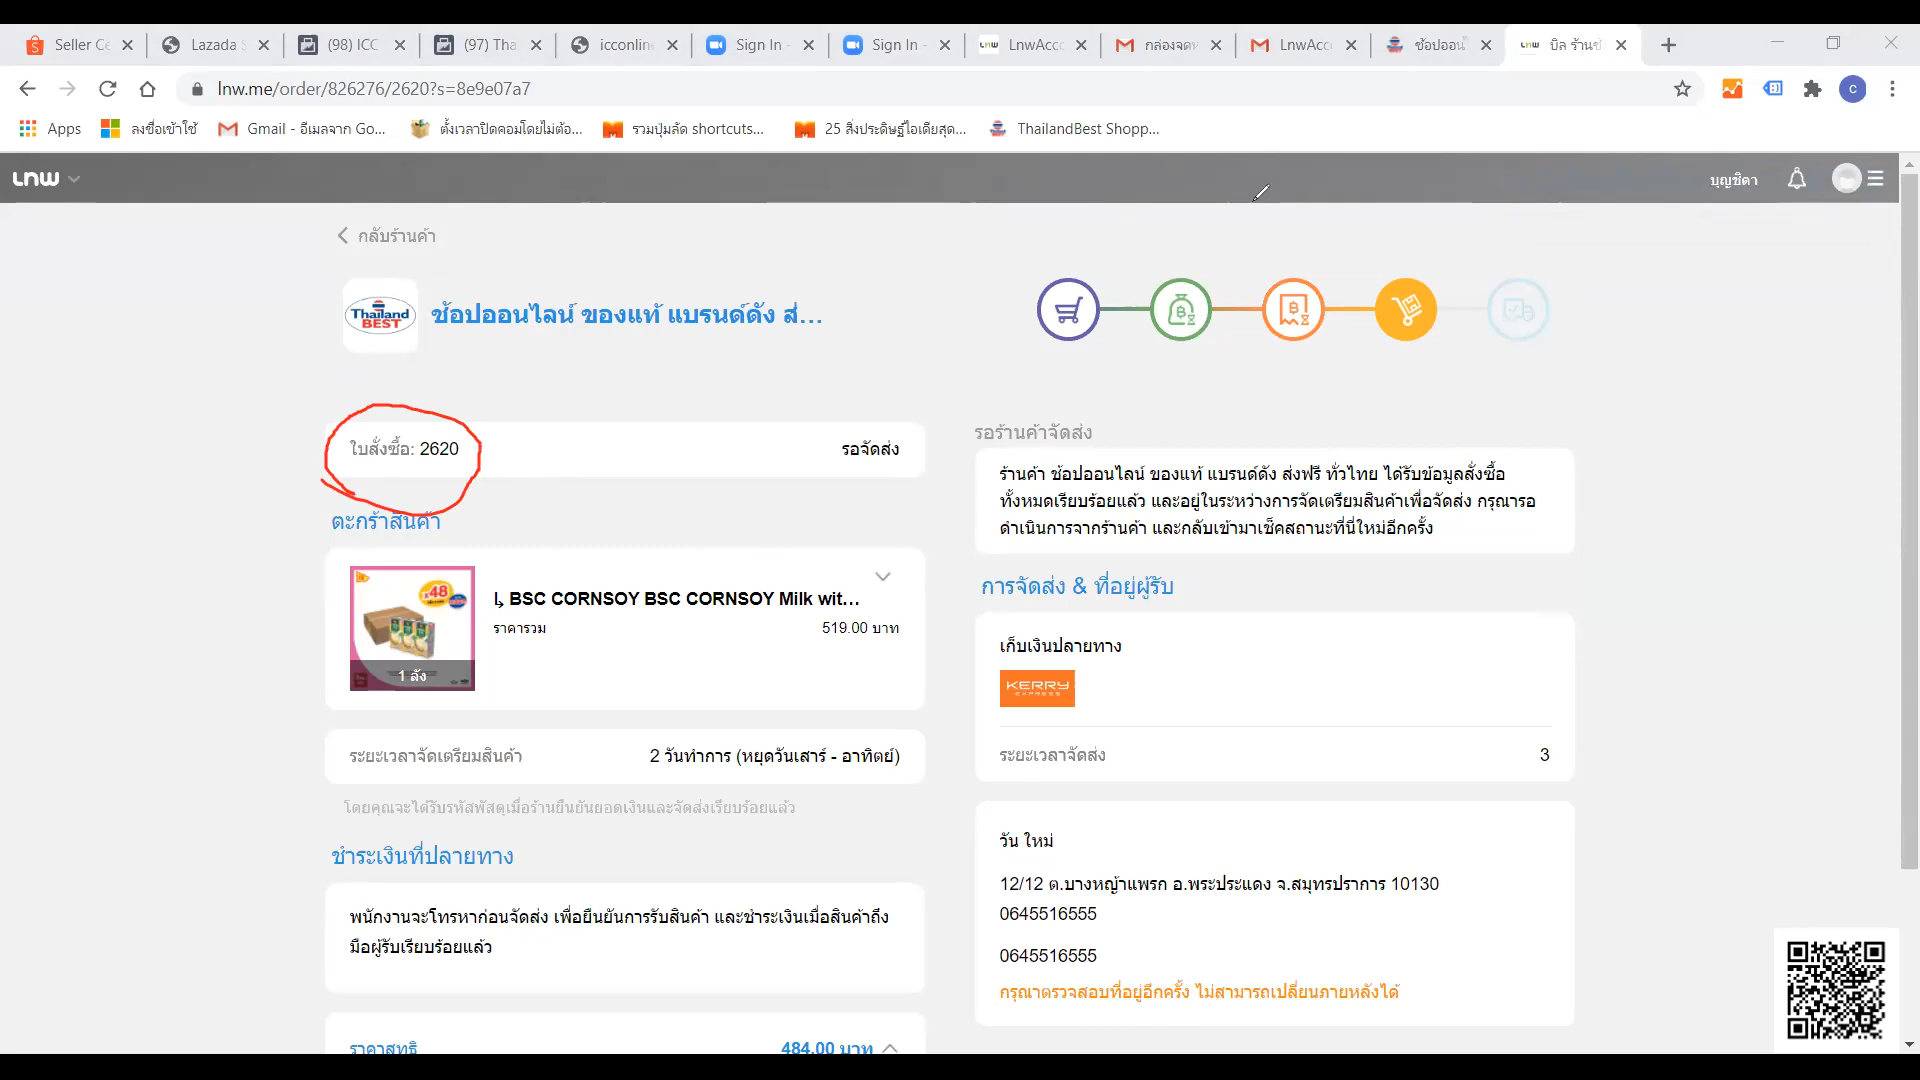 Seller Ce
Lazada
(98) ICC
(97) Tha
icconline
Sign In -
Sign In -
LnwAcco
กล่องจดห
LnwAcco
ช้อปออนไ
บิล ร้านช้
lnw.me/order/826276/2620?s=8e9e07a7
Apps
ลงชื่อเข้าใช้
Gmail - อีเมลจาก Go...
ตั้งเวลาปิดคอมโดยไม่ต้อ...
รวมปุ่มลัด shortcuts...
25 สิ่งประดิษฐ์ไอเดียสุด...
ThailandBest Shopp...
LnW
บุญชิตา
กลับร้านค้า
Thailand
BEST
ช้อปออนไลน์ ของแท้ แบรนด์ดัง ส่...
ใบสั่งซื้อ: 2620
รอจัดส่ง
ตะกร้าสินค้า
x48
1 ลัง
BSC CORNSOY BSC CORNSOY Milk wit...
ราคารวม
519.00 บาท
ระยะเวลาจัดเตรียมสินค้า
2 วันทำการ (หยุดวันเสาร์ - อาทิตย์)
โดยคุณจะได้รับรหัสพัสดุเมื่อร้านยืนยันยอดเงินและจัดส่งเรียบร้อยแล้ว
ชำระเงินที่ปลายทาง
พนักงานจะโทรหาก่อนจัดส่ง เพื่อยืนยันการรับสินค้า และชำระเงินเมื่อสินค้าถึง
มือผู้รับเรียบร้อยแล้ว
ราคาสุทธิ
484.00 บาท
รอร้านค้าจัดส่ง
ร้านค้า ช้อปออนไลน์ ของแท้ แบรนด์ดัง ส่งฟรี ทั่วไทย ได้รับข้อมูลสั่งซื้อ
ทั้งหมดเรียบร้อยแล้ว และอยู่ในระหว่างการจัดเตรียมสินค้าเพื่อจัดส่ง กรุณารอ
ดำเนินการจากร้านค้า และกลับเข้ามาเช็คสถานะที่นี่ใหม่อีกครั้ง
การจัดส่ง & ที่อยู่ผู้รับ
เก็บเงินปลายทาง
KERRY
EXPRESS
ระยะเวลาจัดส่ง
3
วัน ใหม่
12/12 ต.บางหญ้าแพรก อ.พระประแดง จ.สมุทรปราการ 10130
0645516555
0645516555
กรุณาตรวจสอบที่อยู่อีกครั้ง ไม่สามารถเปลี่ยนภายหลังได้